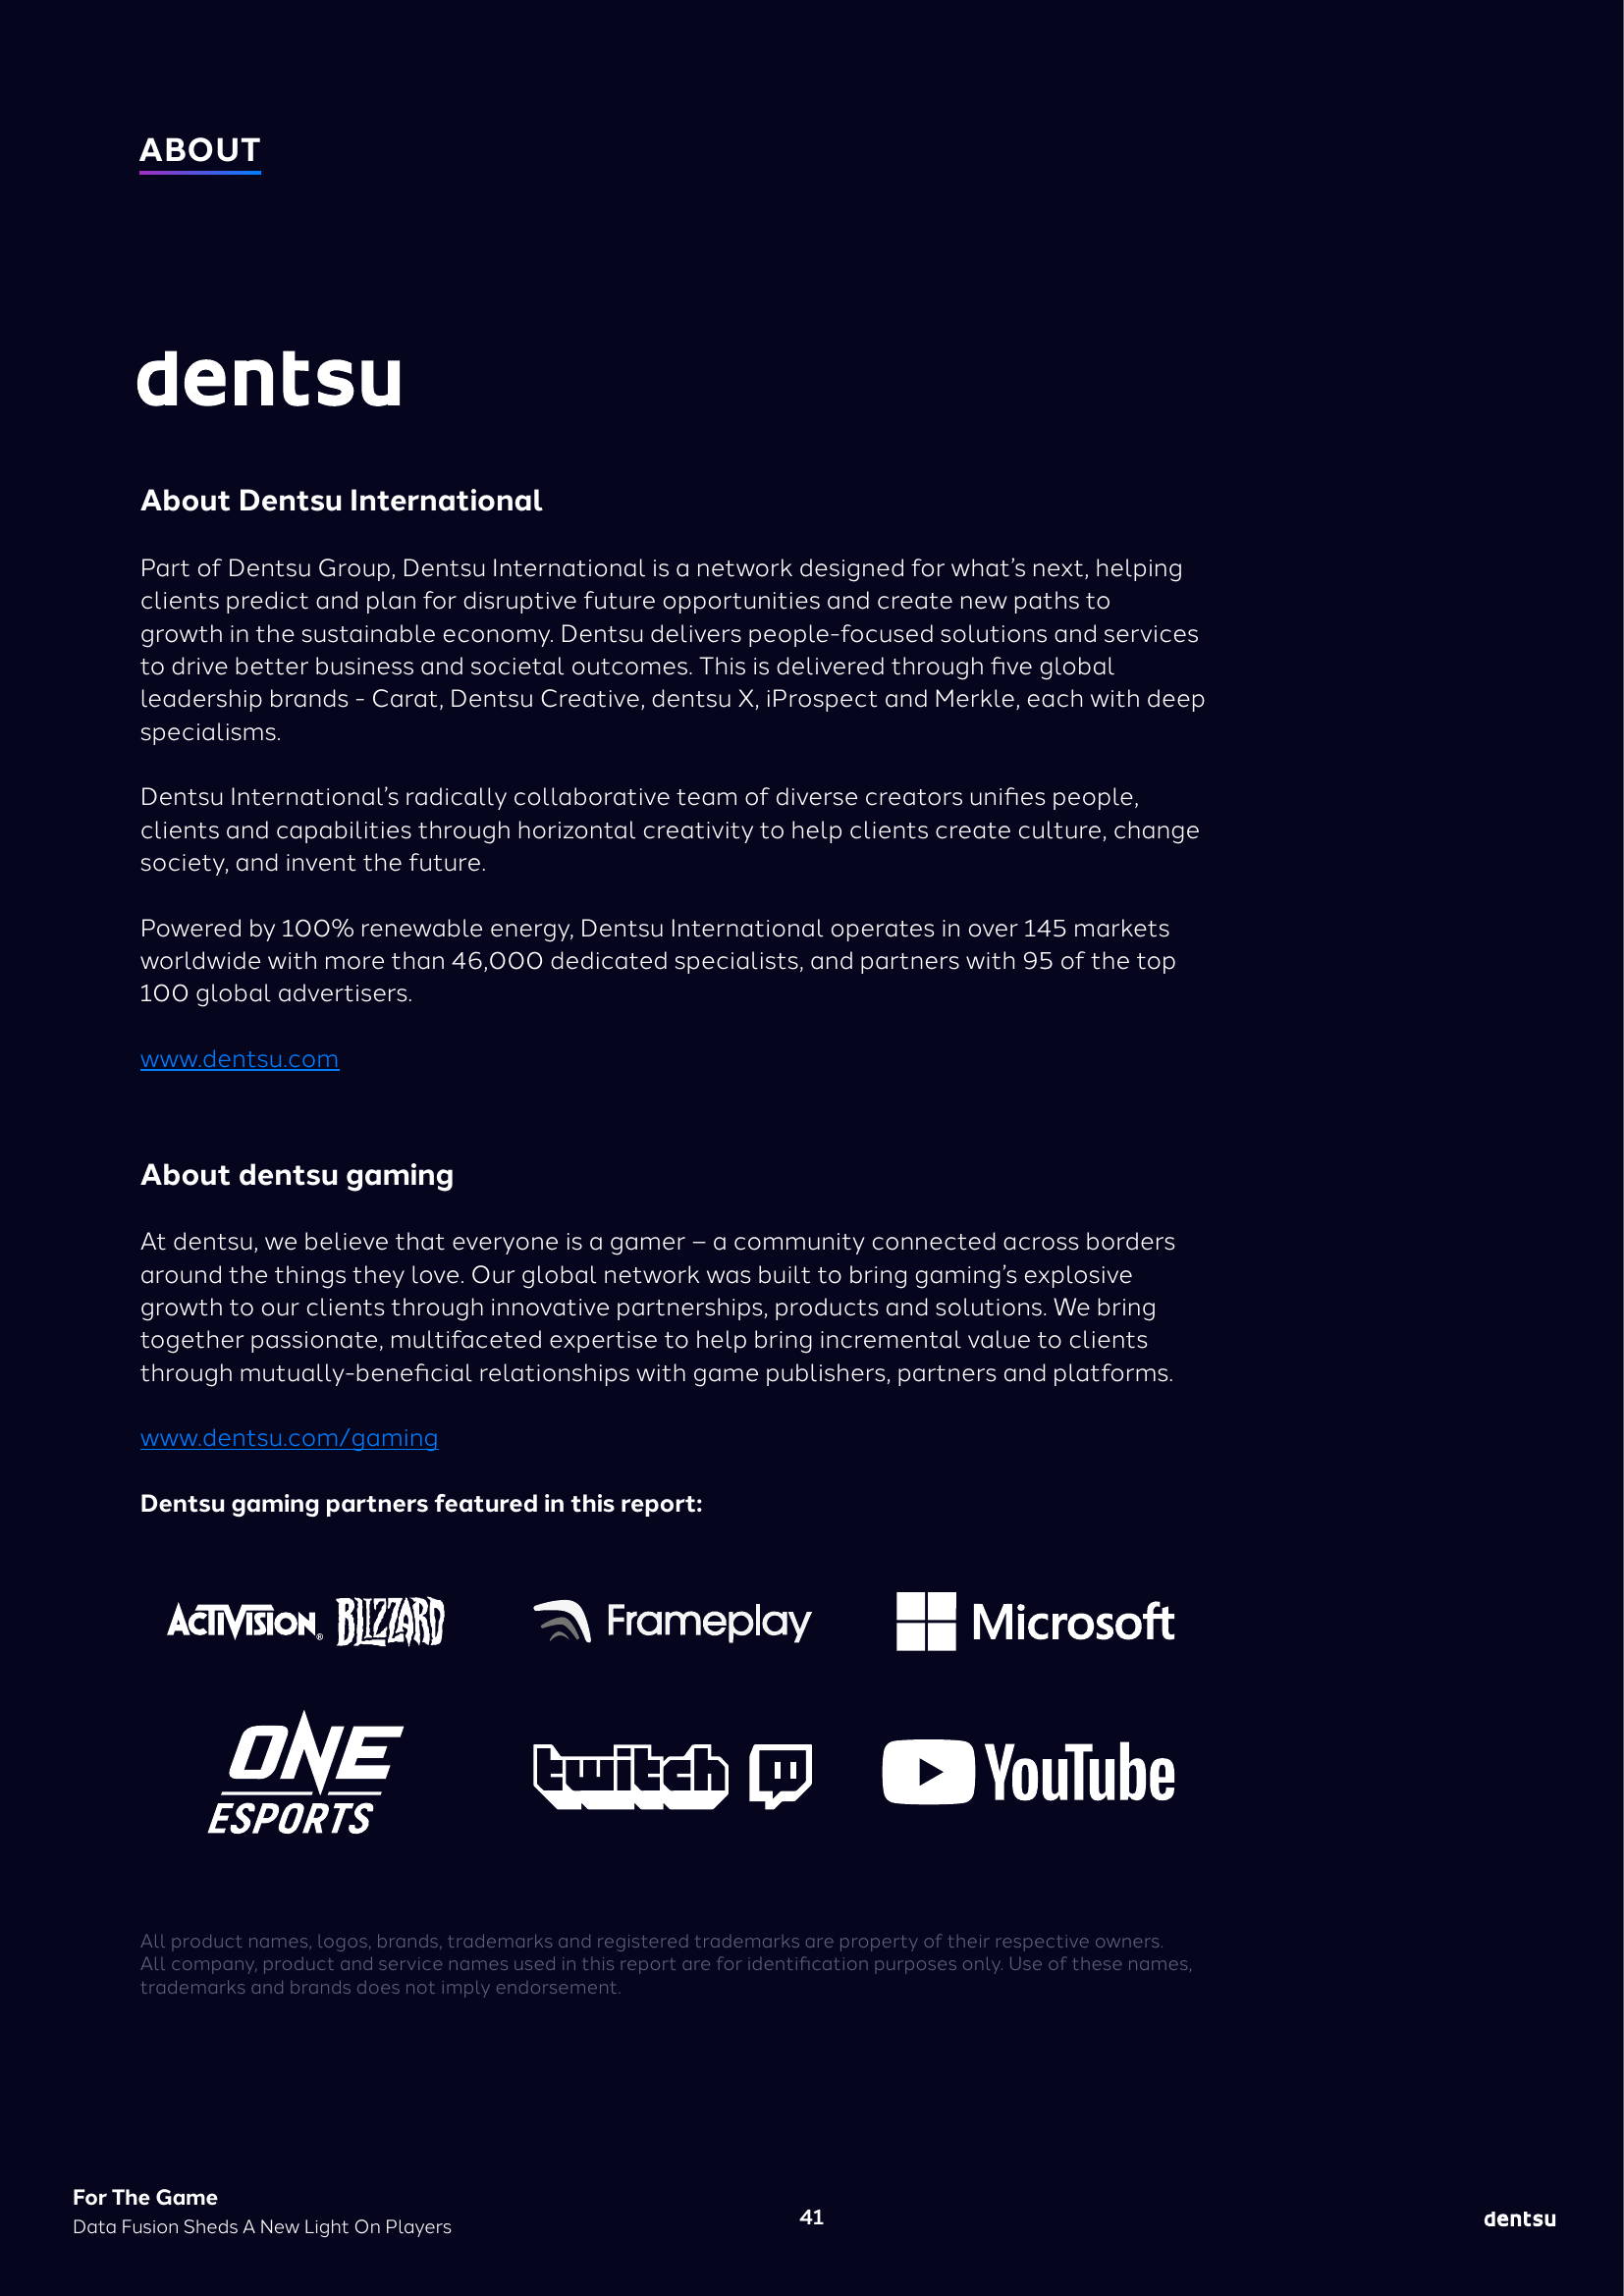 ABOUT
dentsu
About Dentsu International
Part of Dentsu Group, Dentsu International is a network designed for what’s next, helping
clients predict and plan for disruptive future opportunities and create new paths to
growth in the sustainable economy. Dentsu delivers people-focused solutions and services
to drive better business and societal outcomes. This is delivered through five global
leadership brands - Carat, Dentsu Creative, dentsu X, iProspect and Merkle, each with deep
specialisms.
Dentsu International’s radically collaborative team of diverse creators unifies people,
clients and capabilities through horizontal creativity to help clients create culture, change
society, and invent the future.
Powered by 100% renewable energy, Dentsu International operates in over 145 markets
worldwide with more than 46,000 dedicated specialists, and partners with 95 of the top
100 global advertisers.
www.dentsu.com
About dentsu gaming
At dentsu, we believe that everyone is a gamer – a community connected across borders
around the things they love. Our global network was built to bring gaming’s explosive
growth to our clients through innovative partnerships, products and solutions. We bring
together passionate, multifaceted expertise to help bring incremental value to clients
through mutually-beneficial relationships with game publishers, partners and platforms.
www.dentsu.com/gaming
Dentsu gaming partners featured in this report:
ACTIVISION® BLIZZARD
Frameplay
Microsoft
ONE
ESPORTS
twitch
YouTube
All product names, logos, brands, trademarks and registered trademarks are property of their respective owners.
All company, product and service names used in this report are for identification purposes only. Use of these names,
trademarks and brands does not imply endorsement.
For The Game
Data Fusion Sheds A New Light On Players
41
dentsu